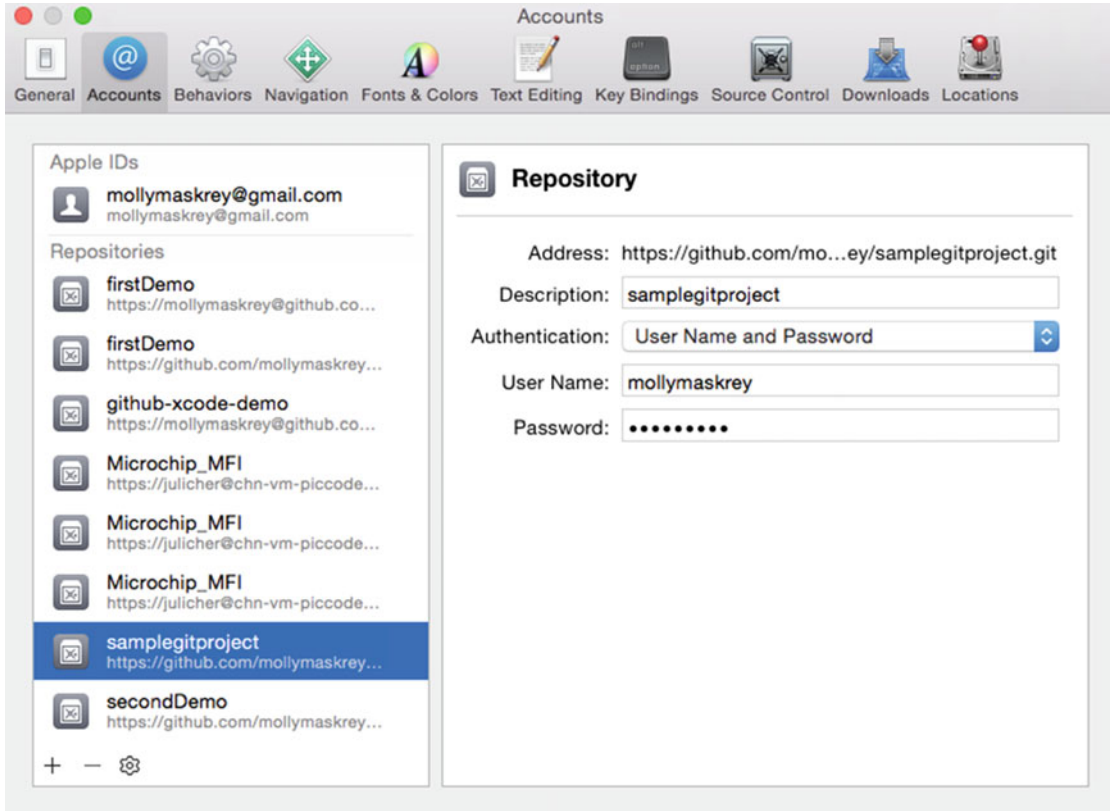 Accounts
General Accounts Behaviors Navigation Fonts & Colors Text Editing Key Bindings Source Control Downloads Locations
Apple IDs
mollymaskrey@gmail.com
mollymaskrey@gmail.com
Repositories
firstDemo
https://mollymaskrey@github.co...
firstDemo
https://github.com/mollymaskrey...
github-xcode-demo
https://mollymaskrey@github.co...
Microchip_MFI
https://julicher@chn-vm-piccode...
Microchip_MFI
https://julicher@chn-vm-piccode...
Microchip_MFI
https://julicher@chn-vm-piccode...
samplegitproject
https://github.com/mollymaskrey...
secondDemo
https://github.com/mollymaskrey...
Repository
Address: https://github.com/mo...ey/samplegitproject.git
Description: samplegitproject
Authentication: User Name and Password
User Name: mollymaskrey
Password: •••••••••
alt
option